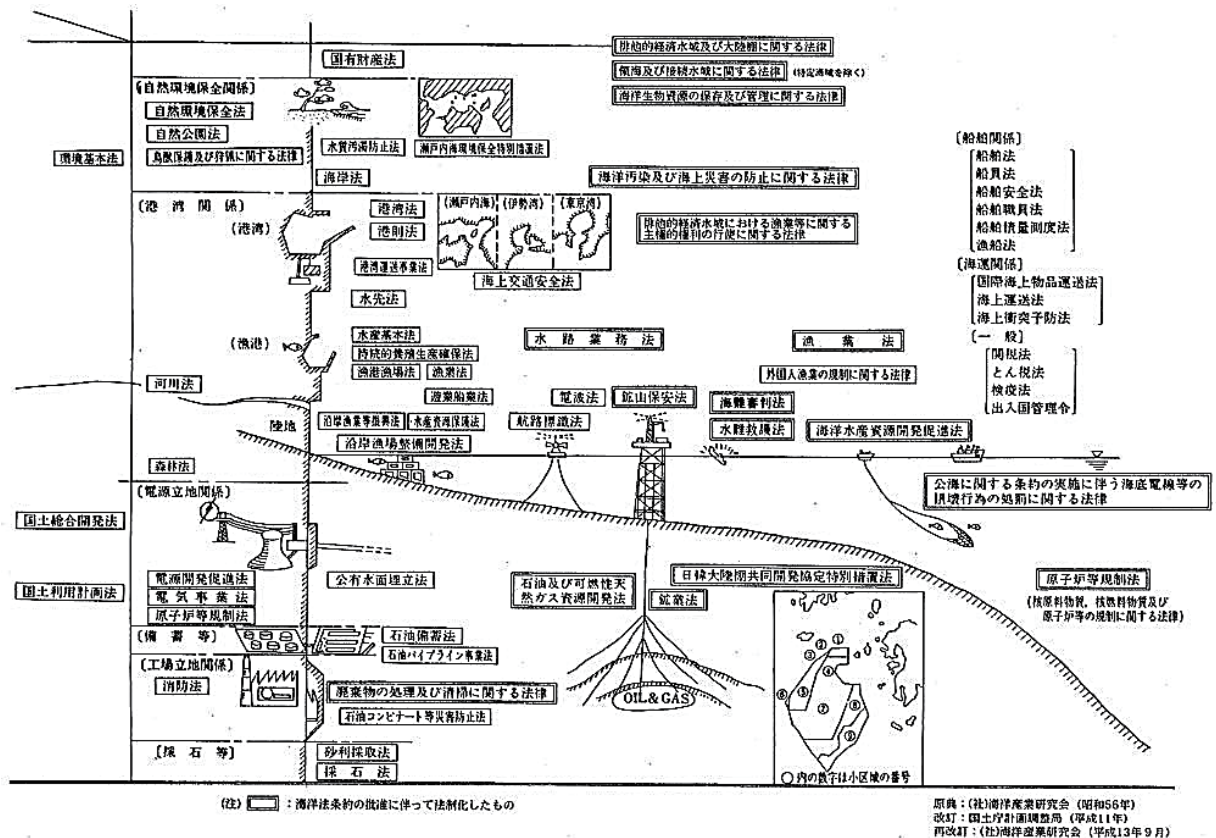 国有財産法
排他的経済水域及び大陸棚に関する法律
領海及び接続水域に関する法律 (特定海域を除く)
海洋生物資源の保存及び管理に関する法律
〔自然環境保全関係〕
自然環境保全法
自然公園法
鳥獣保護及び狩猟に関する法律
環境基本法
水質汚濁防止法
瀬戸内海環境保全特別措置法
海岸法
海洋汚染及び海上災害の防止に関する法律
〔港湾関係〕
(港湾)
港湾法
港則法
(瀬戸内海)
(伊勢湾)
(東京湾)
排他的経済水域における漁業等に関する
主権的権利の行使に関する法律
港湾運送事業法
海上交通安全法
水先法
〔船舶関係〕
船舶法
船員法
船舶安全法
船舶職員法
船舶積量測度法
漁船法
〔海運関係〕
国際海上物品運送法
海上運送法
海上衝突予防法
〔一般〕
関税法
とん税法
検疫法
出入国管理令
(漁港)
水産基本法
持続的養殖生産確保法
漁港漁場法
漁業法
水路業務法
漁業法
外国人漁業の規制に関する法律
河川法
遊漁船業法
電波法
鉱山保安法
海難審判法
陸地
沿岸漁業等振興法
水産資源保護法
航路標識法
水難救護法
海洋水産資源開発促進法
沿岸漁場整備開発法
森林法
公海に関する条約の実施に伴う海底電線等の
損壊行為の処罰に関する法律
〔電源立地関係〕
国土総合開発法
国土利用計画法
電源開発促進法
電気事業法
原子炉等規制法
公有水面埋立法
石油及び可燃性天
然ガス資源開発法
日韓大陸棚共同開発協定特別措置法
鉱業法
原子炉等規制法
(核原料物質，核燃料物質及び
原子炉等の規制に関する法律)
〔備蓄等〕
石油備蓄法
石油パイプライン事業法
〔工場立地関係〕
消防法
廃棄物の処理及び清掃に関する法律
石油コンビナート等災害防止法
OIL&GAS
①
②
③
④
⑤
⑥
⑦
⑧
⑨
○内の数字は小区域の番号
〔採石等〕
砂利採取法
採石法
(注) ：海洋法条約の批准に伴って法制化したもの
原典：(社)海洋産業研究会 (昭和56年)
改訂：国土庁計画調整局 (平成11年)
再改訂：(社)海洋産業研究会 (平成13年9月)